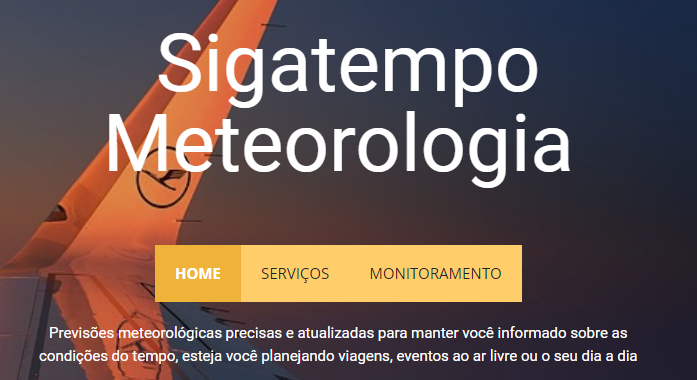 Sigatempo
Meteorologia
HOME SERVIÇOS MONITORAMENTO
Previsões meteorológicas precisas e atualizadas para manter você informado sobre as
condições do tempo, esteja você planejando viagens, eventos ao ar livre ou o seu dia a dia